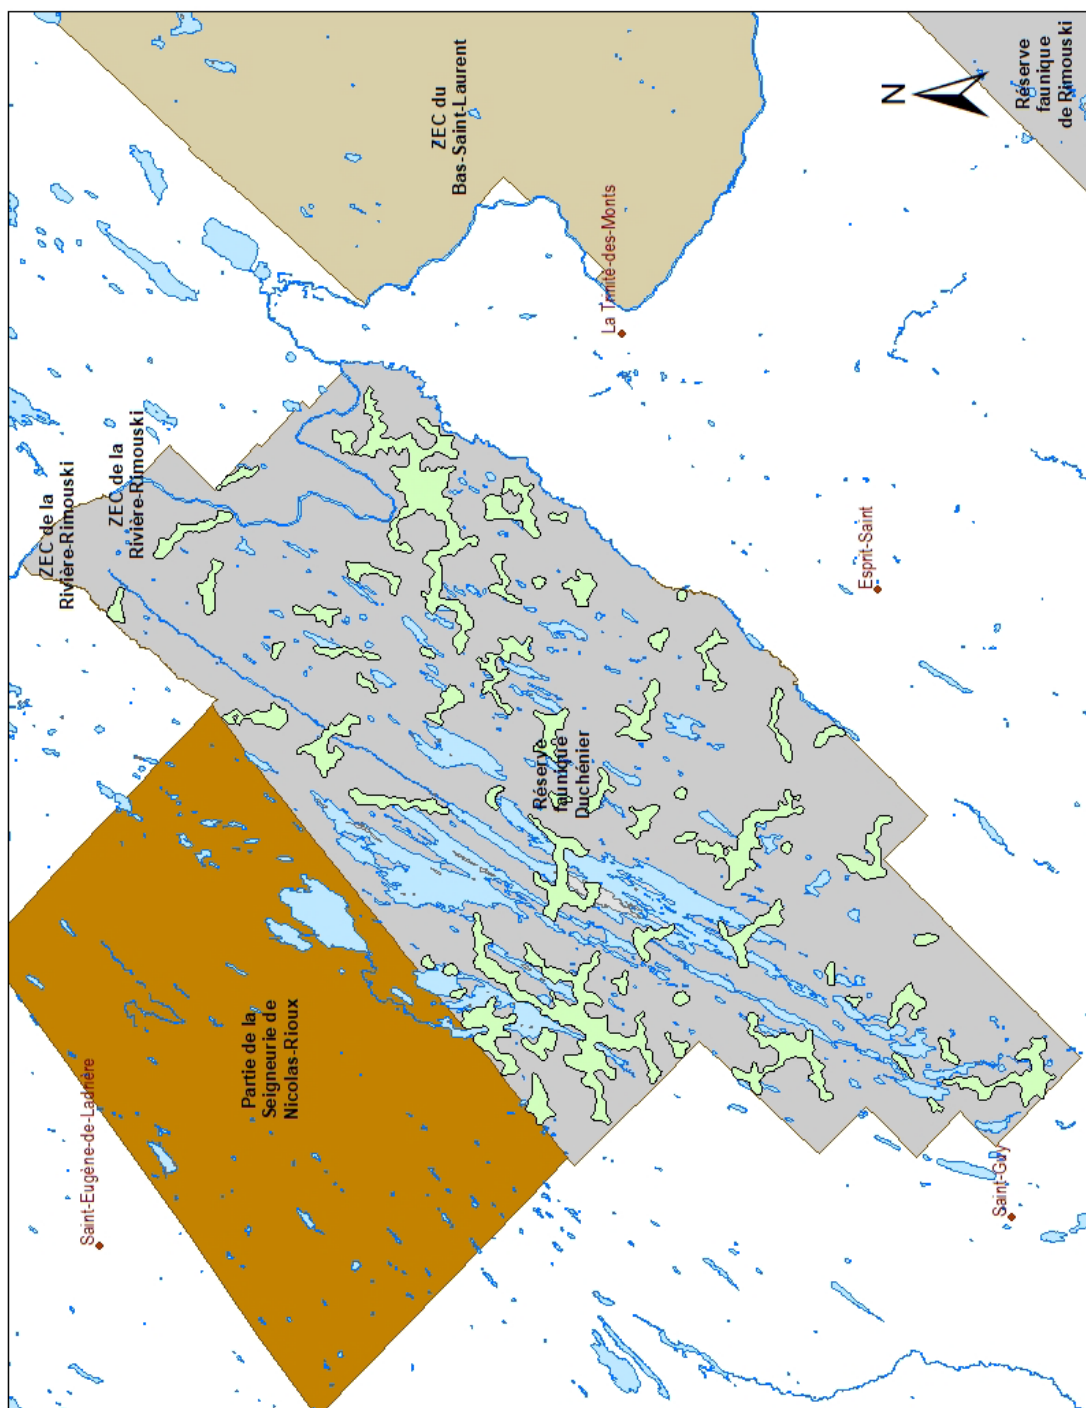 Saint-Eugène-de-Ladrière
Partie de la
Seigneurie de
Nicolas-Rioux
Saint-Guy
ZEC de la
Rivière-Rimouski
ZEC de la
Rivière-Rimouski
Réserve
faunique
Duchénier
Esprit-Saint
La Trinité-des-Monts
ZEC du
Bas-Saint-Laurent
N
Réserve
faunique
de Rimouski